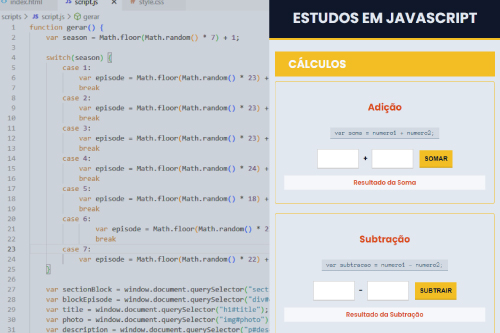 index.html
script.js
style.css
scripts > script.js > gerar
1 function gerar() {
2 var season = Math.floor(Math.random() * 7) + 1;
3
4 switch(season) {
5 case 1:
6 var episode = Math.floor(Math.random() * 23) +
7 break
8 case 2:
9 var episode = Math.floor(Math.random() * 23) +
10 break
11 case 3:
12 var episode = Math.floor(Math.random() * 23) +
13 break
14 case 4:
15 var episode = Math.floor(Math.random() * 24) +
16 break
17 case 5:
18 var episode = Math.floor(Math.random() * 18) +
19 break
20 case 6:
21 var episode = Math.floor(Math.random() * 2
22 break
23 case 7:
24 var episode = Math.floor(Math.random() * 22) +
25 }
26
27 var sectionBlock = window.document.querySelector("sect
28 var blockEpisode = window.document.querySelector("div#
29 var title = window.document.querySelector("h1#title");
30 var photo = window.document.querySelector("img#photo")
31 var description = window.document.querySelector("p#des
ESTUDOS EM JAVASCRIPT
CÁLCULOS
Adição
var soma = numero1 + numero2;
+ SOMAR
Resultado da Soma
Subtração
var subtracao = numero1 - numero2;
- SUBTRAIR
Resultado da Subtração